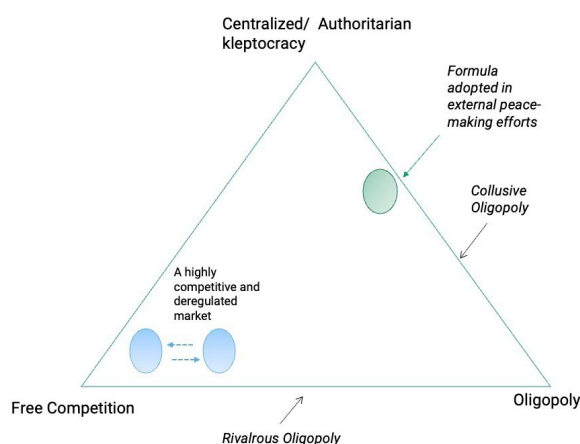 Centralized/ Authoritarian
kleptocracy
Formula
adopted in
external peace-
making efforts
Collusive
Oligopoly
A highly
competitive and
deregulated
market
Free Competition
Oligopoly
Rivalrous Oligopoly